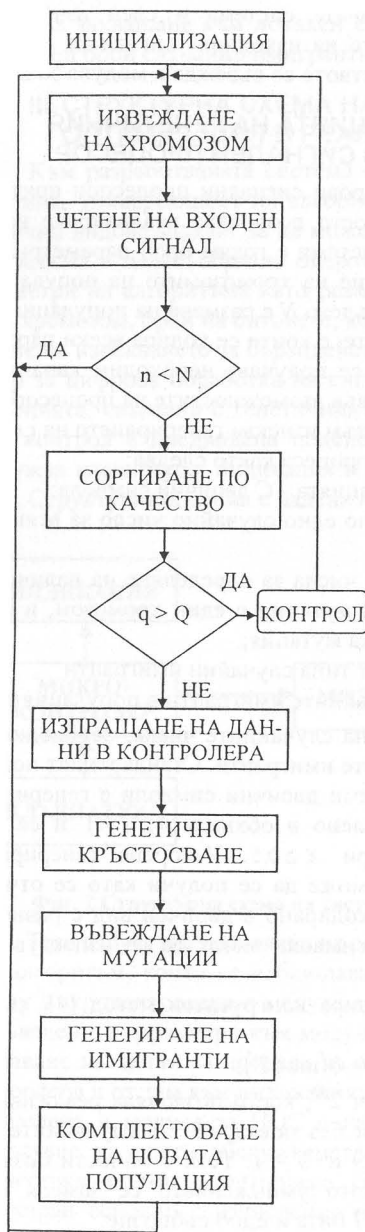 ИНИЦИАЛИЗАЦИЯ
ИЗВЕЖДАНЕ
НА ХРОМОЗОМ
ЧЕТЕНЕ НА ВХОДЕН
СИГНАЛ
ДА
n < N
НЕ
СОРТИРАНЕ ПО
КАЧЕСТВО
ДА
q > Q
КОНТРОЛ
НЕ
ИЗПРАЩАНЕ НА ДАН-
НИ В КОНТРОЛЕРА
ГЕНЕТИЧНО
КРЪСТОСВАНЕ
ВЪВЕЖДАНЕ НА
МУТАЦИИ
ГЕНЕРИРАНЕ НА
ИМИГРАНТИ
КОМПЛЕКТОВАНЕ
НА НОВАТА
ПОПУЛАЦИЯ